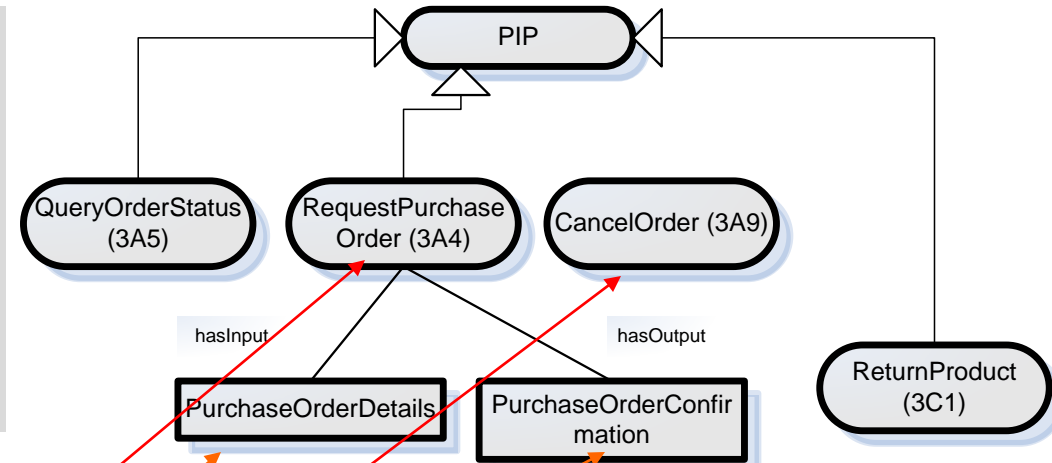 PIP
QueryOrderStatus
(3A5)
RequestPurchase
Order (3A4)
CancelOrder (3A9)
hasInput
hasOutput
ReturnProduct
(3C1)
PurchaseOrderDetails
PurchaseOrderConfir
mation